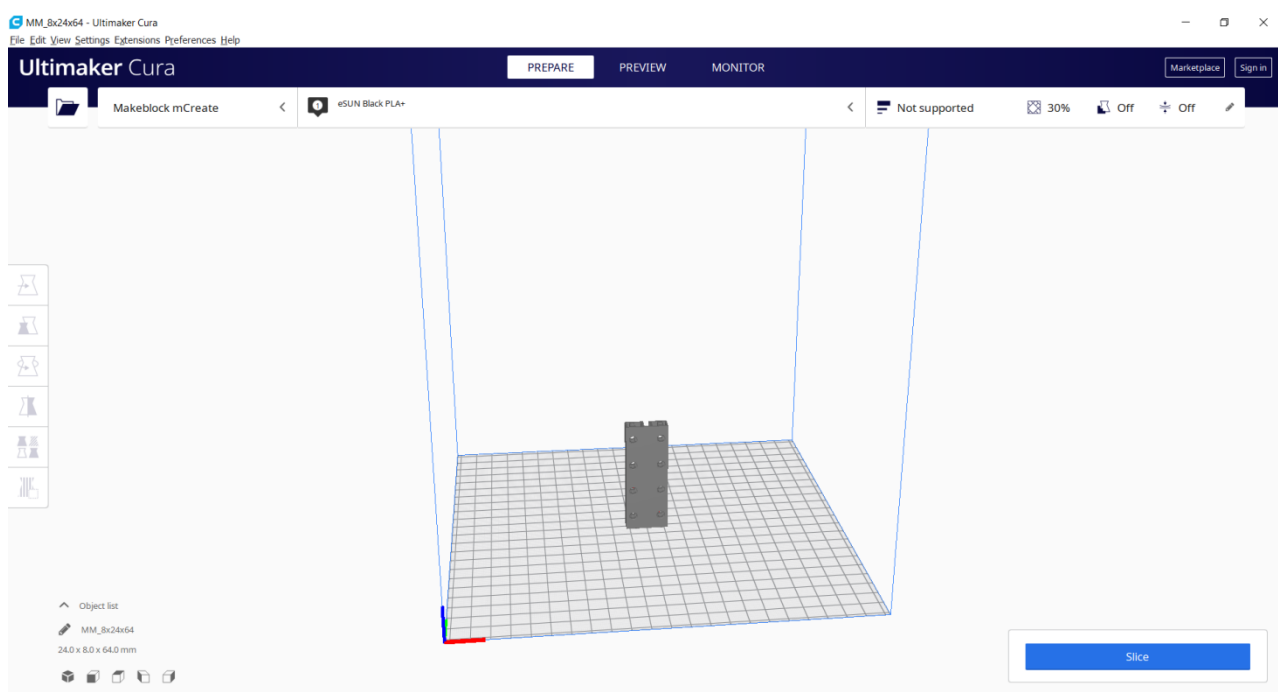 MM_8x24x64 - Ultimaker Cura
File Edit View Settings Extensions Preferences Help
Ultimaker Cura PREPARE PREVIEW MONITOR Marketplace Sign in
Makeblock mCreate 1 eSUN Black PLA+ Not supported 30% Off Off
Object list
MM_8x24x64
24.0 x 8.0 x 64.0 mm
Slice